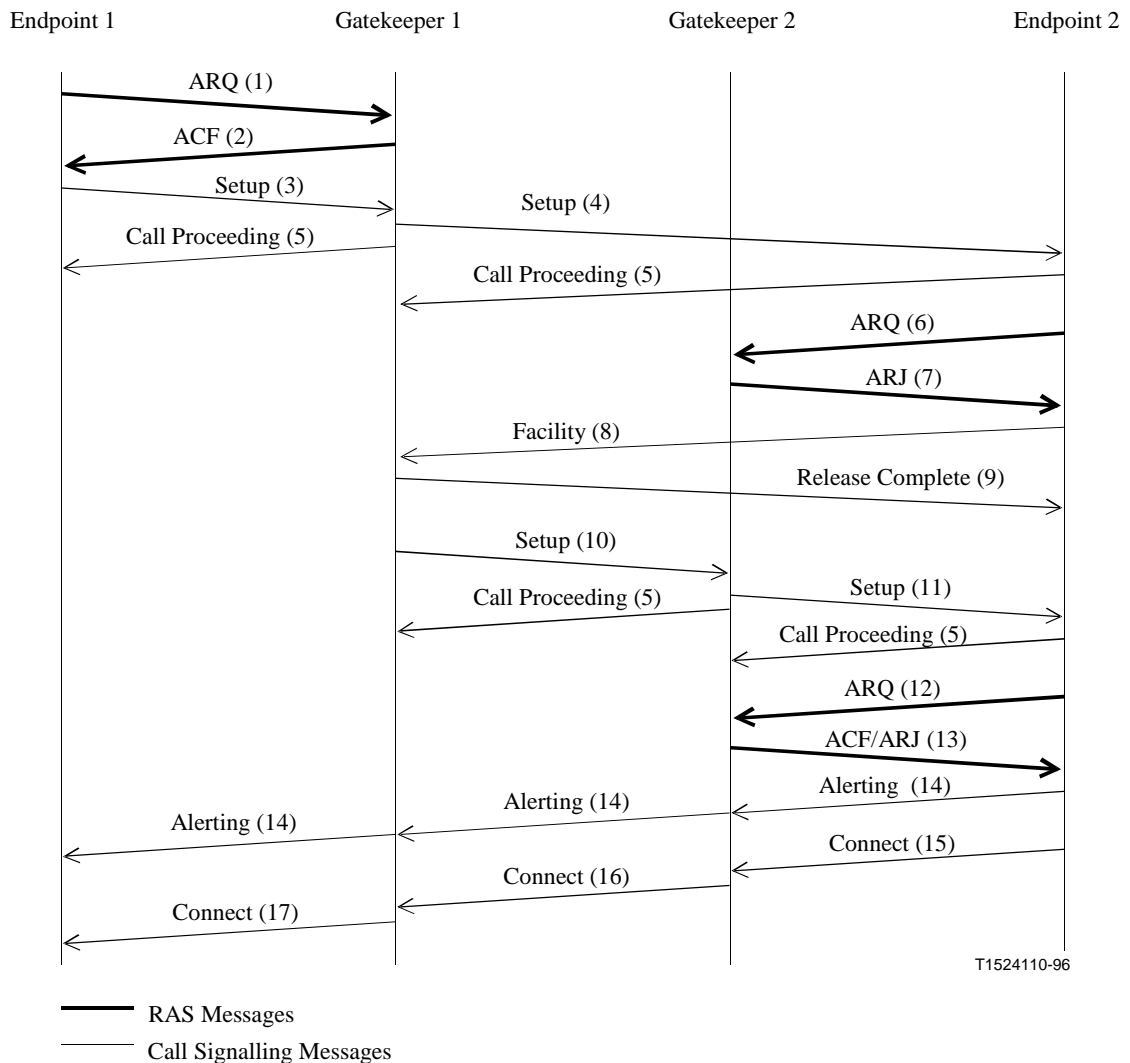 Endpoint 1 Gatekeeper 1 Gatekeeper 2 Endpoint 2
ARQ (1)
ACF (2)
Setup (3)
Setup (4)
Call Proceeding (5)
Call Proceeding (5)
ARQ (6)
ARJ (7)
Facility (8)
Release Complete (9)
Setup (10)
Setup (11)
Call Proceeding (5)
Call Proceeding (5)
ARQ (12)
ACF/ARJ (13)
Alerting (14)
Alerting (14)
Alerting (14)
Connect (15)
Connect (16)
Connect (17)
T1524110-96
RAS Messages
Call Signalling Messages